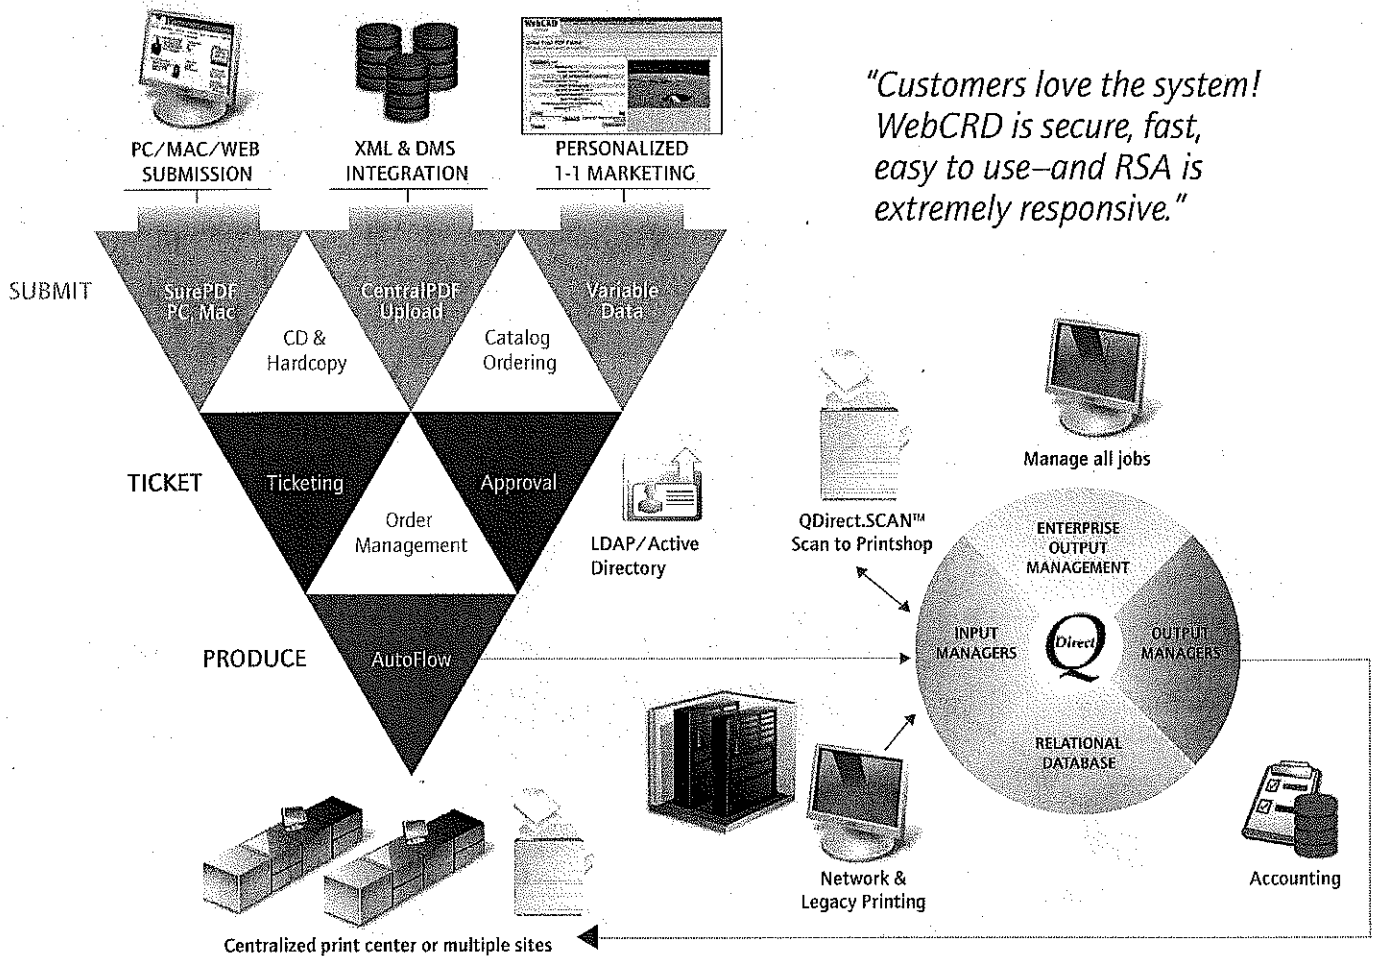 WebCRD
PC/MAC/WEB
SUBMISSION
XML & DMS
INTEGRATION
PERSONALIZED
1-1 MARKETING
"Customers love the system!
WebCRD is secure, fast,
easy to use–and RSA is
extremely responsive."
SUBMIT
SurePDF
PC, Mac
CD &
Hardcopy
CentralPDF
Upload
Catalog
Ordering
Variable
Data
TICKET
Ticketing
Order
Management
Approval
LDAP/Active
Directory
PRODUCE
AutoFlow
QDirect.SCAN™
Scan to Printshop
Manage all jobs
ENTERPRISE
OUTPUT
MANAGEMENT
INPUT
MANAGERS
Q
Direct
OUTPUT
MANAGERS
RELATIONAL
DATABASE
Network &
Legacy Printing
Accounting
Centralized print center or multiple sites